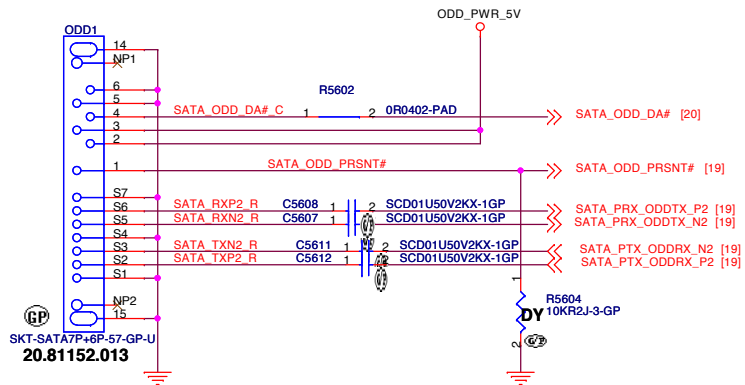 ODD_PWR_5V
ODD1
14
NP1
6
5
4 SATA_ODD_DA#_C 1 R5602 2 0R0402-PAD SATA_ODD_DA# [20]
3
2
1 SATA_ODD_PRSNT# SATA_ODD_PRSNT# [19]
S7
S6 SATA_RXP2_R C5608 1 2 SCD01U50V2KX-1GP SATA_PRX_ODDTX_P2 [19]
S5 SATA_RXN2_R C5607 1 2 SCD01U50V2KX-1GP SATA_PRX_ODDTX_N2 [19]
S4
S3 SATA_TXN2_R C5611 1 2 SCD01U50V2KX-1GP SATA_PTX_ODDRX_N2 [19]
S2 SATA_TXP2_R C5612 1 2 SCD01U50V2KX-1GP SATA_PTX_ODDRX_P2 [19]
S1
1
NP2 R5604
GP 15 DY 10KR2J-3-GP
SKT-SATA7P+6P-57-GP-U 2 GP
20.81152.013